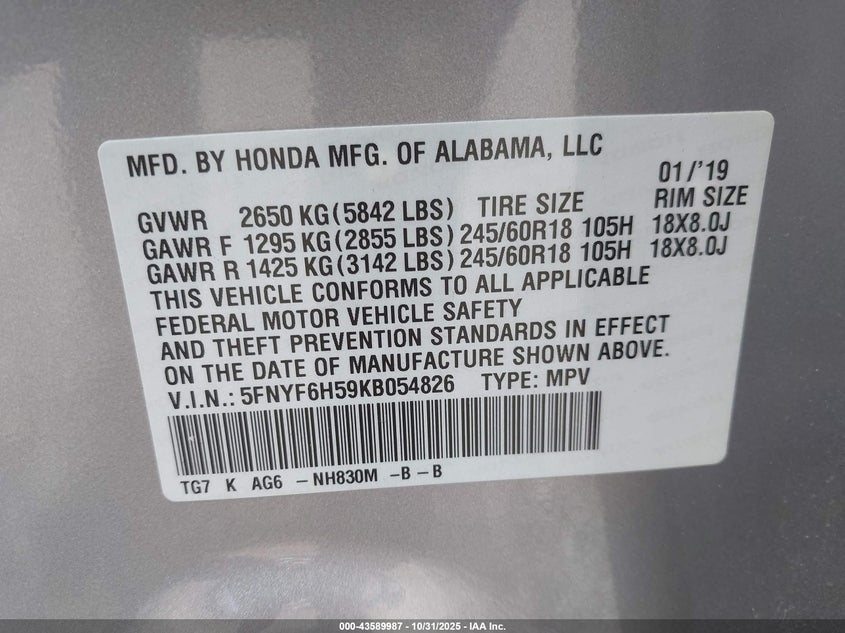 MFD. BY HONDA MFG. OF ALABAMA, LLC
01/'19
GVWR 2650 KG(5842 LBS) TIRE SIZE RIM SIZE
GAWR F 1295 KG(2855 LBS) 245/60R18 105H 18X8.0J
GAWR R 1425 KG(3142 LBS) 245/60R18 105H 18X8.0J
THIS VEHICLE CONFORMS TO ALL APPLICABLE
FEDERAL MOTOR VEHICLE SAFETY
AND THEFT PREVENTION STANDARDS IN EFFECT
ON THE DATE OF MANUFACTURE SHOWN ABOVE.
V.I.N.: 5FNYF6H59KB054826 TYPE: MPV
TG7 K AG6 -NH830M -B-B
000-43589987 - 10/31/2025 - IAA Inc.